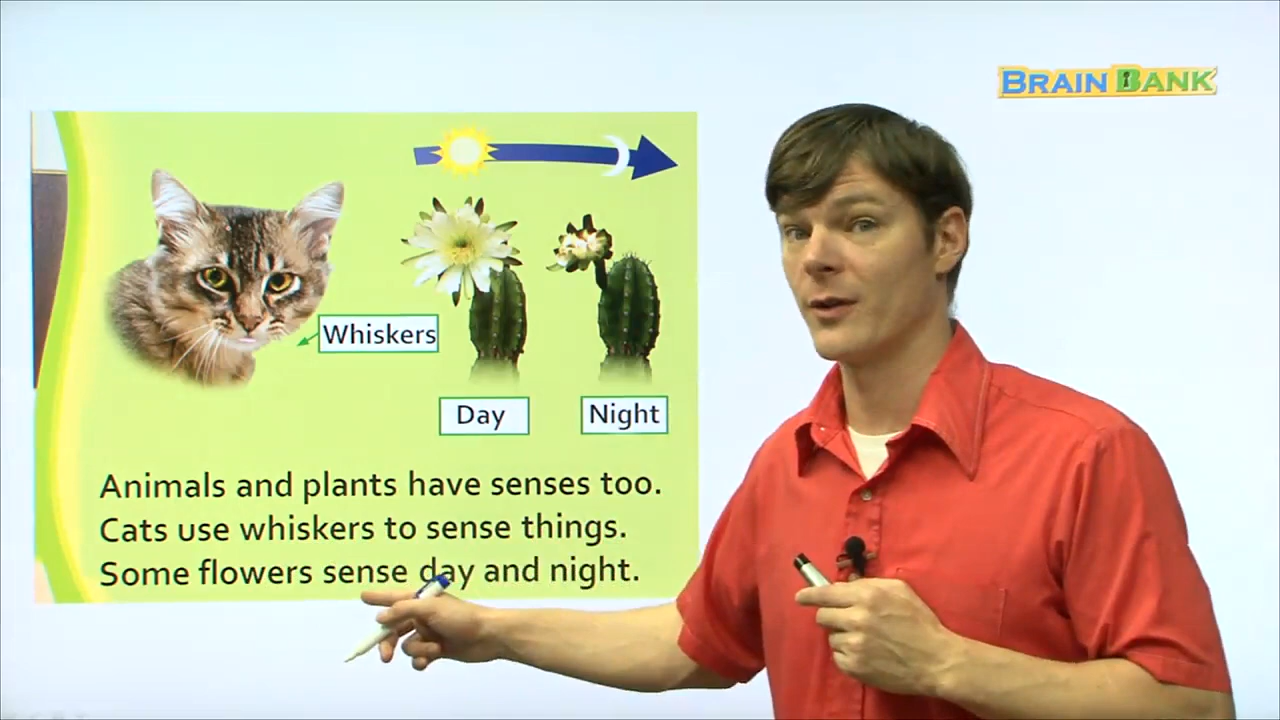 BRAIN BANK
Whiskers
Day
Night
Animals and plants have senses too.
Cats use whiskers to sense things.
Some flowers sense day and night.